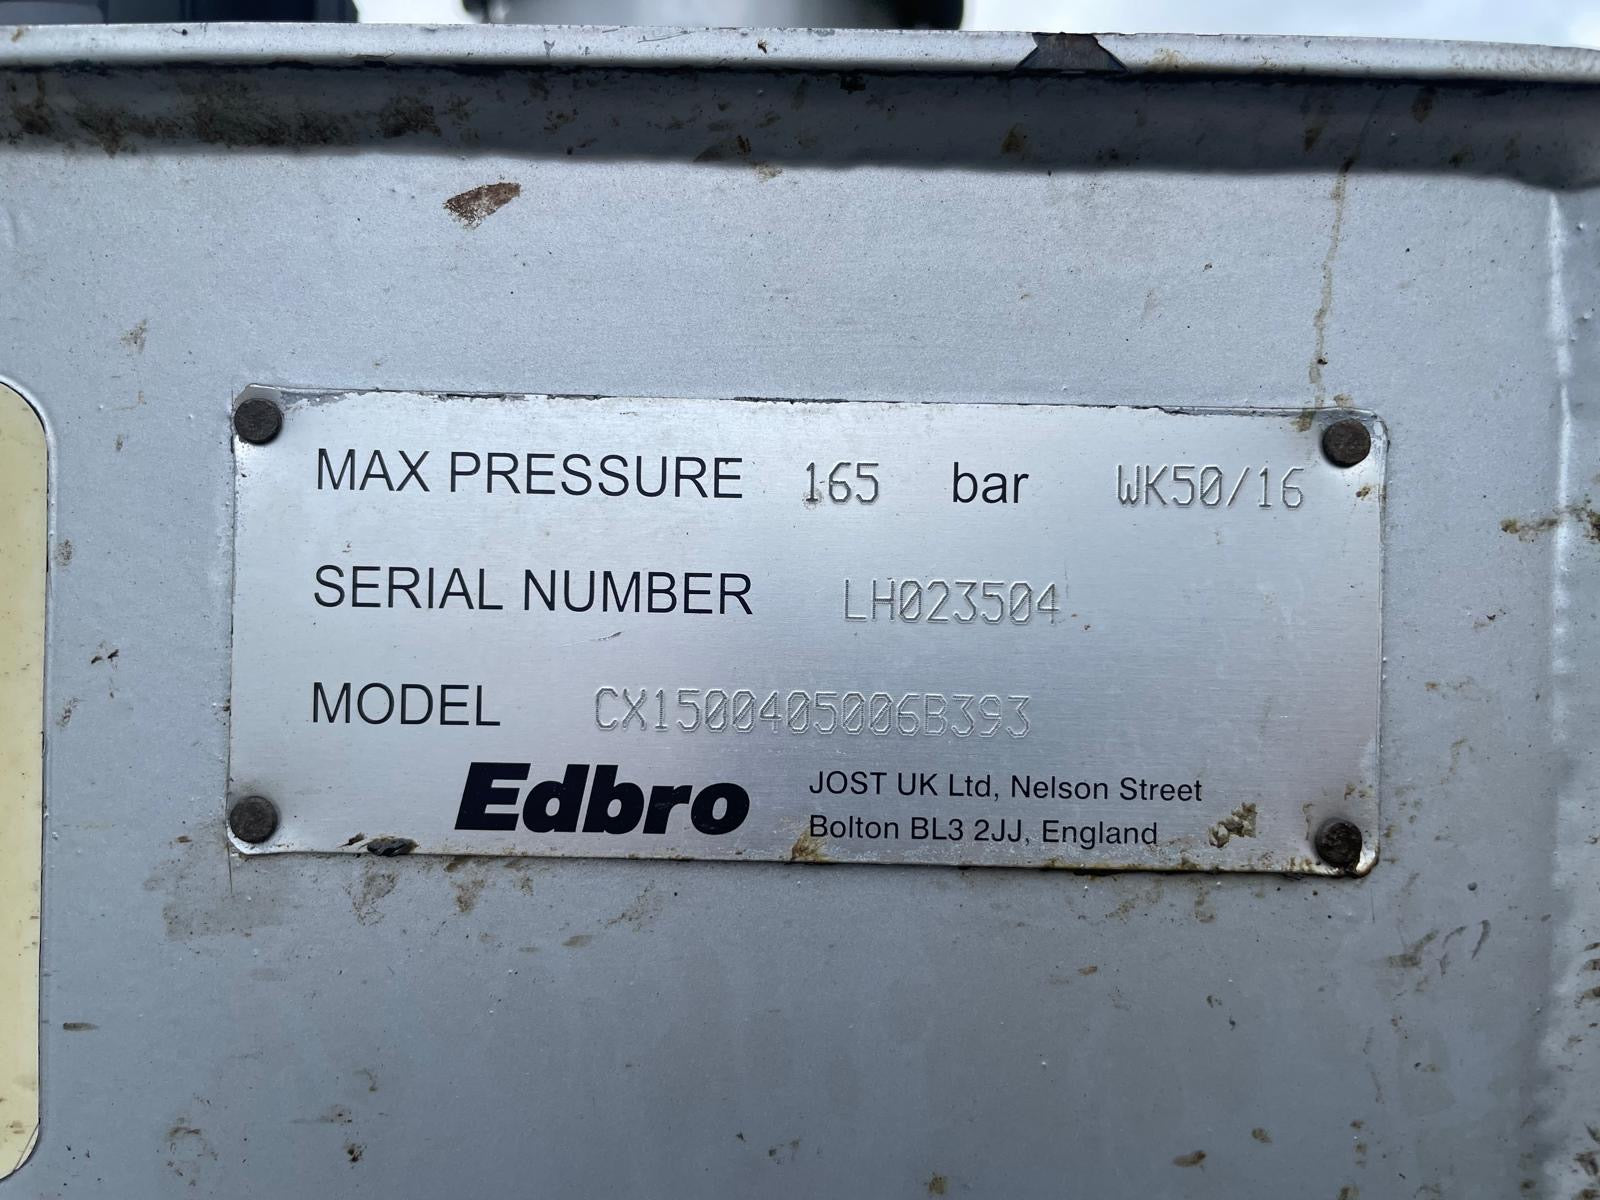 MAX PRESSURE 165 bar WK50/16
SERIAL NUMBER LH023504
MODEL CX1500405006B393
Edbro
JOST UK Ltd, Nelson Street
Bolton BL3 2JJ, England